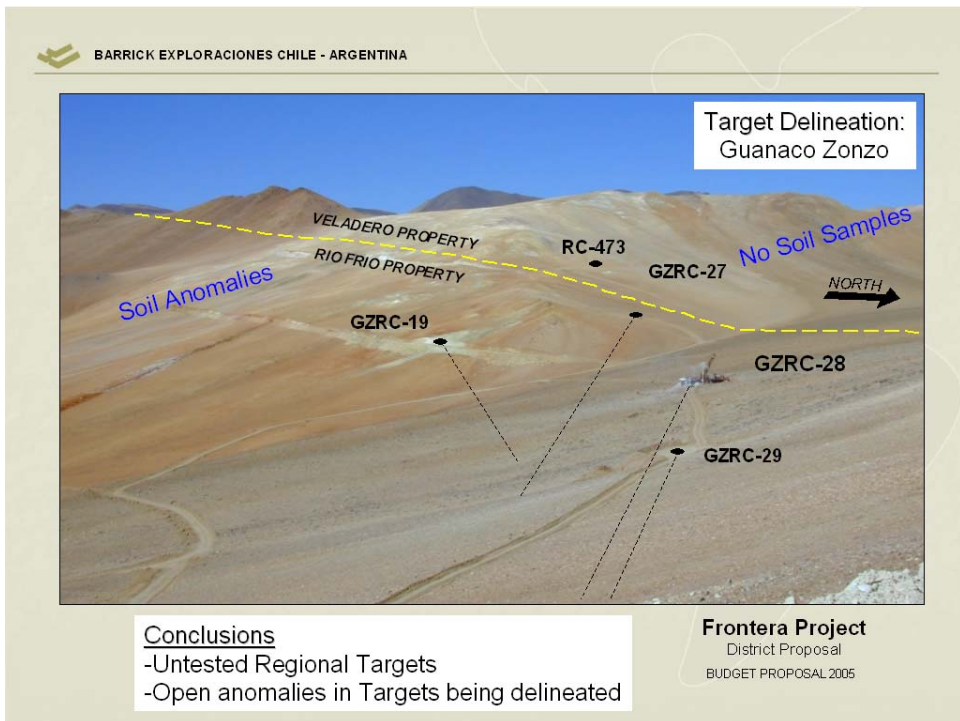 BARRICK EXPLORACIONES CHILE - ARGENTINA
Target Delineation:
Guanaco Zonzo
VELADERO PROPERTY
RIO FRIO PROPERTY
No Soil Samples
Soil Anomalies
RC-473
GZRC-27
NORTH
GZRC-19
GZRC-28
GZRC-29
Conclusions
-Untested Regional Targets
-Open anomalies in Targets being delineated
Frontera Project
District Proposal
BUDGET PROPOSAL 2005